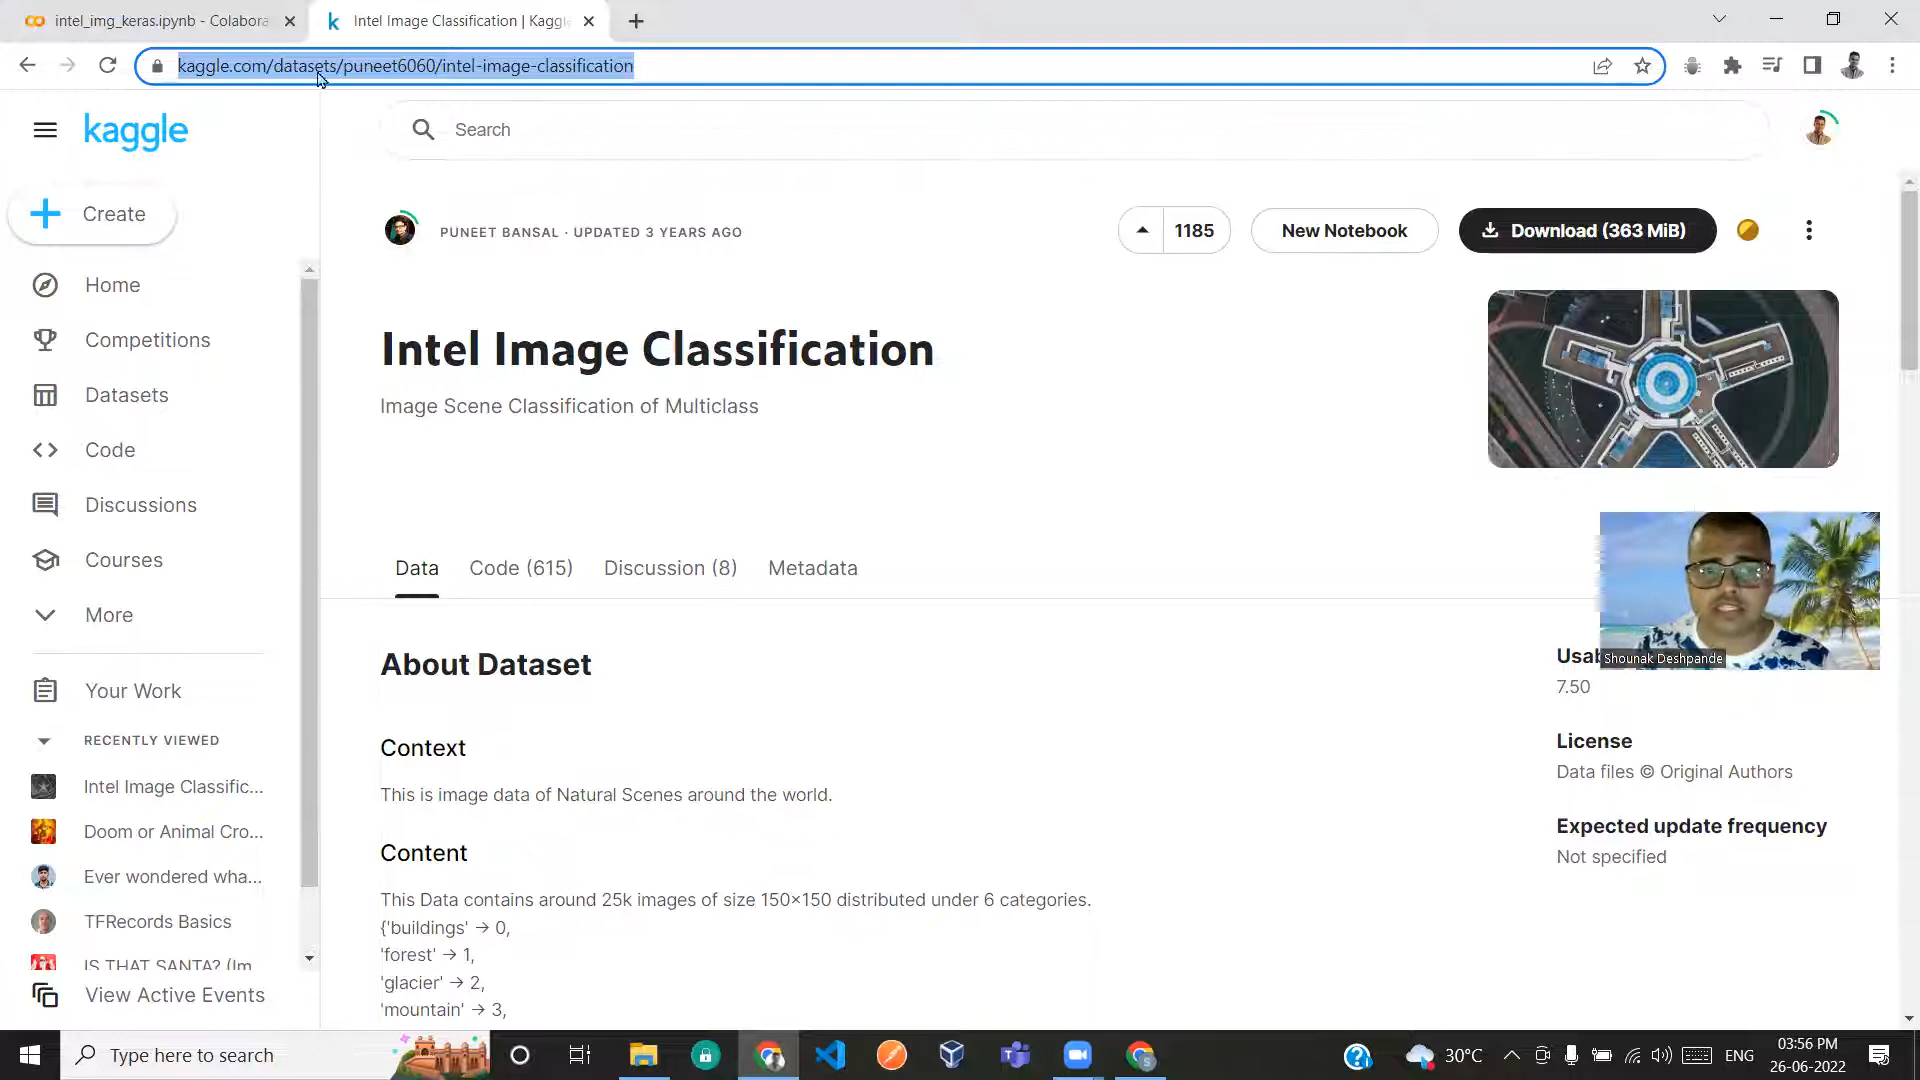 intel_img_keras.ipynb - Colabora
Intel Image Classification | Kaggl
kaggle.com/datasets/puneet6060/intel-image-classification
kaggle
Search
Create
Home
Competitions
Datasets
Code
Discussions
Courses
More
Your Work
RECENTLY VIEWED
Intel Image Classific...
Doom or Animal Cro...
Ever wondered wha...
TFRecords Basics
IS THAT SANTA? (Im
View Active Events
PUNEET BANSAL · UPDATED 3 YEARS AGO
1185
New Notebook
Download (363 MiB)
Intel Image Classification
Image Scene Classification of Multiclass
Data
Code (615)
Discussion (8)
Metadata
About Dataset
Context
This is image data of Natural Scenes around the world.
Content
This Data contains around 25k images of size 150x150 distributed under 6 categories.
{'buildings' -> 0,
'forest' -> 1,
'glacier' -> 2,
'mountain' -> 3,
Shounak Deshpande
Usab
7.50
License
Data files © Original Authors
Expected update frequency
Not specified
Type here to search
30°C
ENG
03:56 PM
26-06-2022